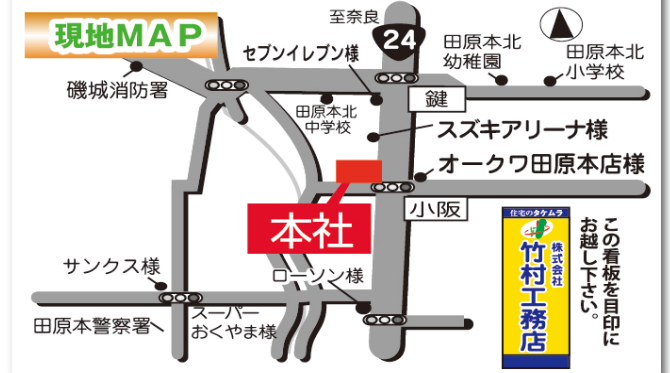 現地MAP
至奈良
24
セブンイレブン様
田原本北
幼稚園
田原本北
小学校
磯城消防署
田原本北
中学校
鍵
スズキアリーナ様
オークワ田原本店様
小阪
本社
サンクス様
ローソン様
田原本警察署
スーパー
おくやま様
住宅のタケムラ
株式会社
竹村工務店
この看板を目印に
お越し下さい。